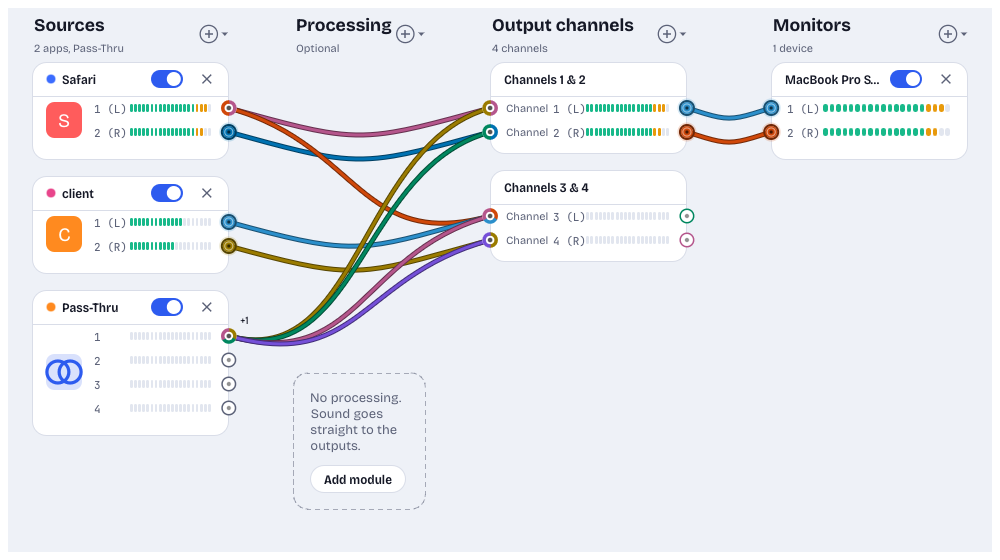 Sources
2 apps, Pass-Thru
Processing
Optional
Output channels
4 channels
Monitors
1 device
Safari
S
1 (L)
2 (R)
client
C
1 (L)
2 (R)
Pass-Thru
+1
1
2
3
4
No processing.
Sound goes
straight to the
outputs.
Add module
Channels 1 & 2
Channel 1 (L)
Channel 2 (R)
Channels 3 & 4
Channel 3 (L)
Channel 4 (R)
MacBook Pro S...
1 (L)
2 (R)